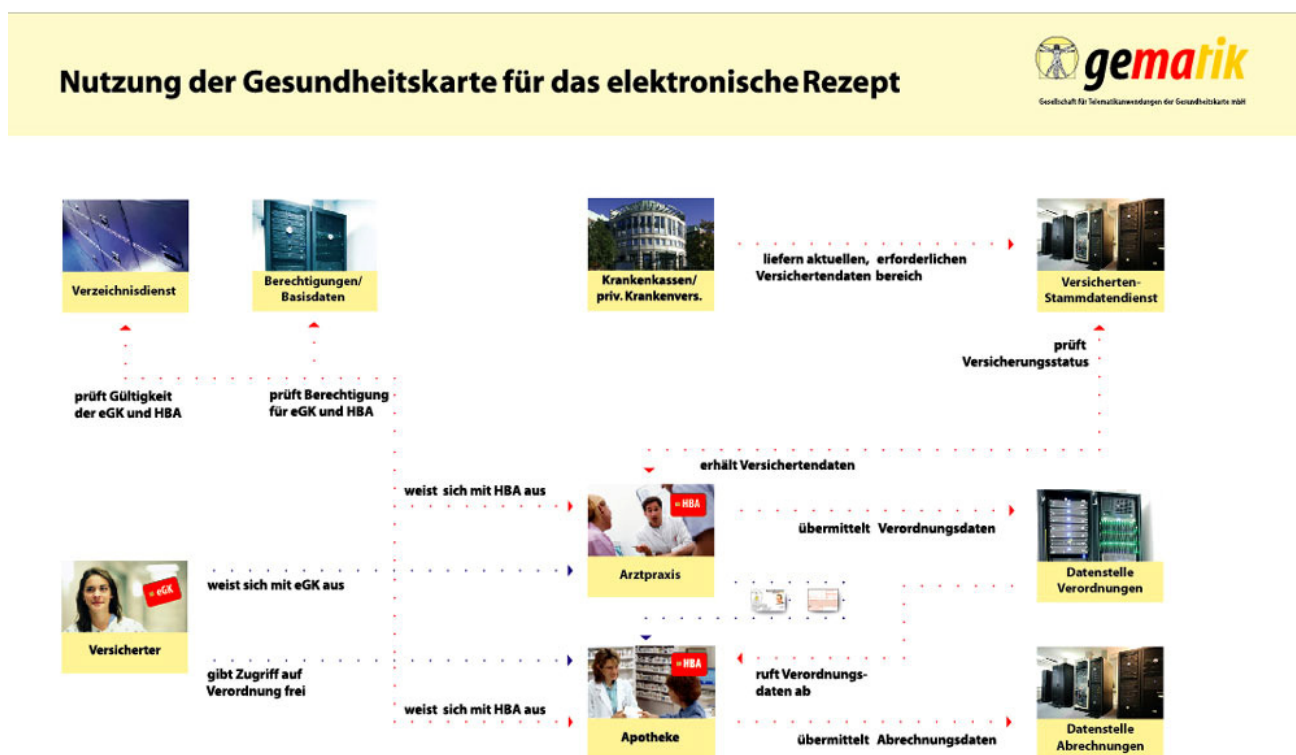 Nutzung der Gesundheitskarte für das elektronische Rezept
gematik
Gesellschaft für Telematikanwendungen der Gesundheitskarte mbH
Verzeichnisdienst
Berechtigungen/
Basisdaten
Krankenkassen/
priv. Krankenvers.
liefern aktuellen, erforderlichen
Versichertendaten bereich
Versicherten-
Stammdatendienst
prüft
Versicherungsstatus
prüft Gültigkeit
der eGK und HBA
prüft Berechtigung
für eGK und HBA
erhält Versichertendaten
weist sich mit HBA aus
HBA
Arztpraxis
übermittelt Verordnungsdaten
Datenstelle
Verordnungen
eGK
Versicherter
weist sich mit eGK aus
gibt Zugriff auf
Verordnung frei
weist sich mit HBA aus
HBA
Apotheke
ruft Verordnungs-
daten ab
übermittelt Abrechnungsdaten
Datenstelle
Abrechnungen